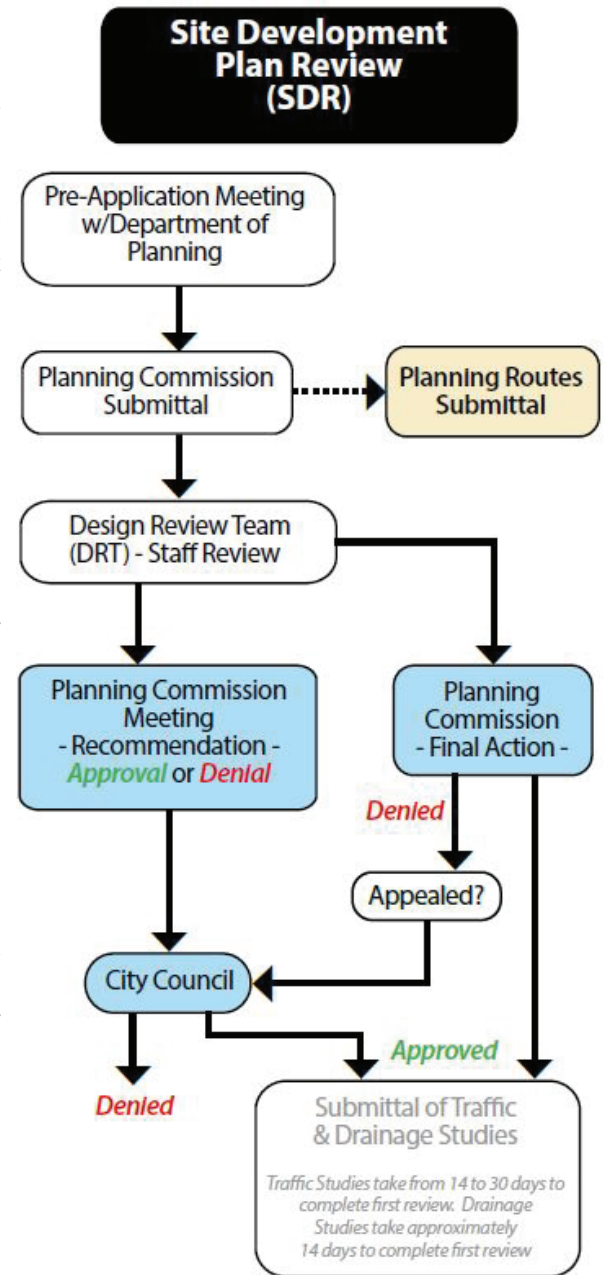 Site Development
Plan Review
(SDR)
Pre-Application Meeting
w/Department of
Planning
Planning Commission
Submittal
Planning Routes
Submittal
Design Review Team
(DRT) - Staff Review
Planning Commission
Meeting
- Recommendation -
Approval or Denial
Planning
Commission
- Final Action -
Denied
Appealed?
City Council
Approved
Denied
Submittal of Traffic
& Drainage Studies
Traffic Studies take from 14 to 30 days to
complete first review. Drainage
Studies take approximately
14 days to complete first review